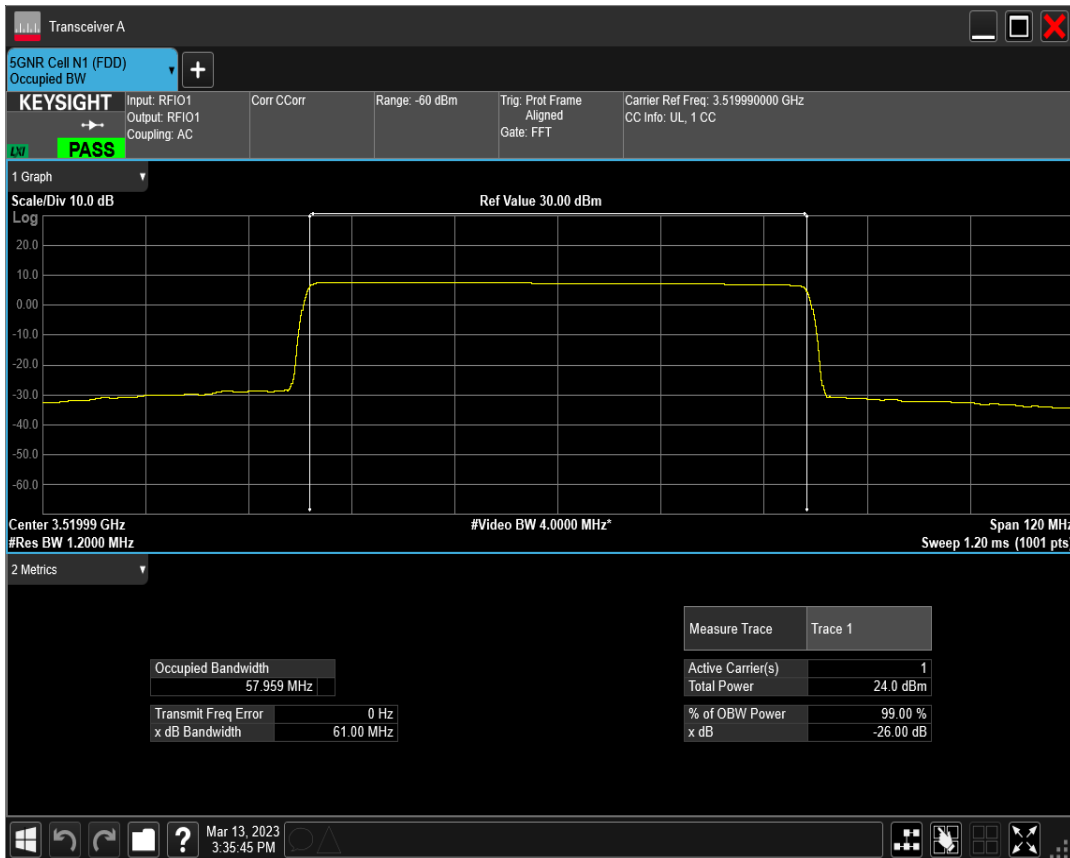 Transceiver A
5GNR Cell N1 (FDD)
Occupied BW
+
KEYSIGHT
LXI
PASS
Input: RFIO1
Output: RFIO1
Coupling: AC
Corr CCorr
Range: -60 dBm
Trig: Prot Frame
Aligned
Gate: FFT
Carrier Ref Freq: 3.519990000 GHz
CC Info: UL, 1 CC
1 Graph
Scale/Div 10.0 dB
Ref Value 30.00 dBm
Log
20.0
10.0
0.00
-10.0
-20.0
-30.0
-40.0
-50.0
-60.0
Center 3.51999 GHz
#Video BW 4.0000 MHz*
Span 120 MHz
#Res BW 1.2000 MHz
Sweep 1.20 ms (1001 pts)
2 Metrics
Measure Trace Trace 1
Occupied Bandwidth
57.959 MHz
Active Carrier(s) 1
Total Power 24.0 dBm
Transmit Freq Error 0 Hz
x dB Bandwidth 61.00 MHz
% of OBW Power 99.00 %
x dB -26.00 dB
?
Mar 13, 2023
3:35:45 PM